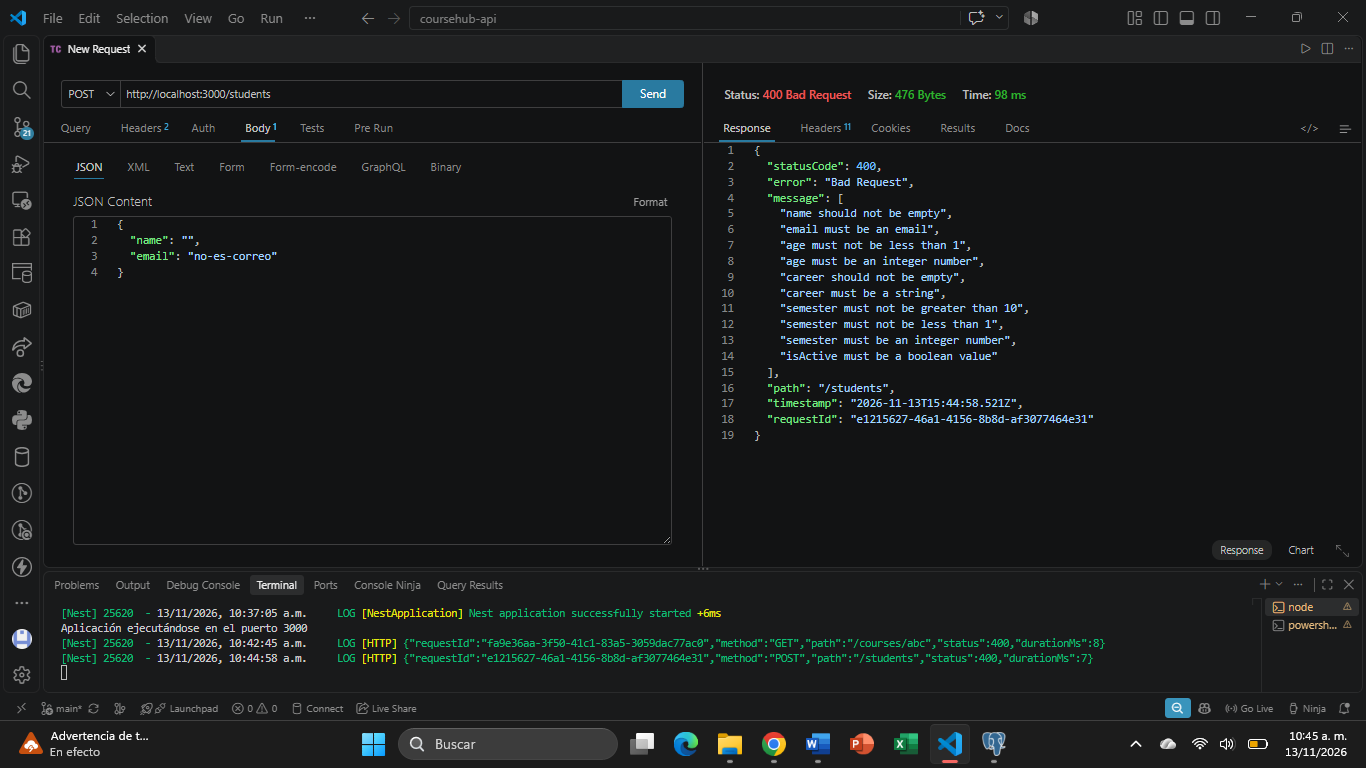 File Edit Selection View Go Run ··· coursehub-api
TC New Request
POST http://localhost:3000/students Send
Query Headers 2 Auth Body 1 Tests Pre Run
JSON XML Text Form Form-encode GraphQL Binary
JSON Content Format
1 {
2 "name": "",
3 "email": "no-es-correo"
4 }
Status: 400 Bad Request Size: 476 Bytes Time: 98 ms
Response Headers 11 Cookies Results Docs </>
1 {
2 "statusCode": 400,
3 "error": "Bad Request",
4 "message": [
5 "name should not be empty",
6 "email must be an email",
7 "age must not be less than 1",
8 "age must be an integer number",
9 "career should not be empty",
10 "career must be a string",
11 "semester must not be greater than 10",
12 "semester must not be less than 1",
13 "semester must be an integer number",
14 "isActive must be a boolean value"
15 ],
16 "path": "/students",
17 "timestamp": "2026-11-13T15:44:58.521Z",
18 "requestId": "e1215627-46a1-4156-8b8d-af3077464e31"
19 }
Response Chart
21
Problems Output Debug Console Terminal Ports Console Ninja Query Results
[Nest] 25620 - 13/11/2026, 10:37:05 a.m. LOG [NestApplication] Nest application successfully started +6ms
Aplicación ejecutándose en el puerto 3000
[Nest] 25620 - 13/11/2026, 10:42:45 a.m. LOG [HTTP] {"requestId":"fa9e36aa-3f50-41c1-83a5-3059dac77ac0","method":"GET","path":"/courses/abc","status":400,"durationMs":8}
[Nest] 25620 - 13/11/2026, 10:44:58 a.m. LOG [HTTP] {"requestId":"e1215627-46a1-4156-8b8d-af3077464e31","method":"POST","path":"/students","status":400,"durationMs":7}
node
powersh...
main* Launchpad 0 0 Connect Live Share Go Live Ninja
Advertencia de t...
En efecto
Buscar
10:45 a. m.
13/11/2026